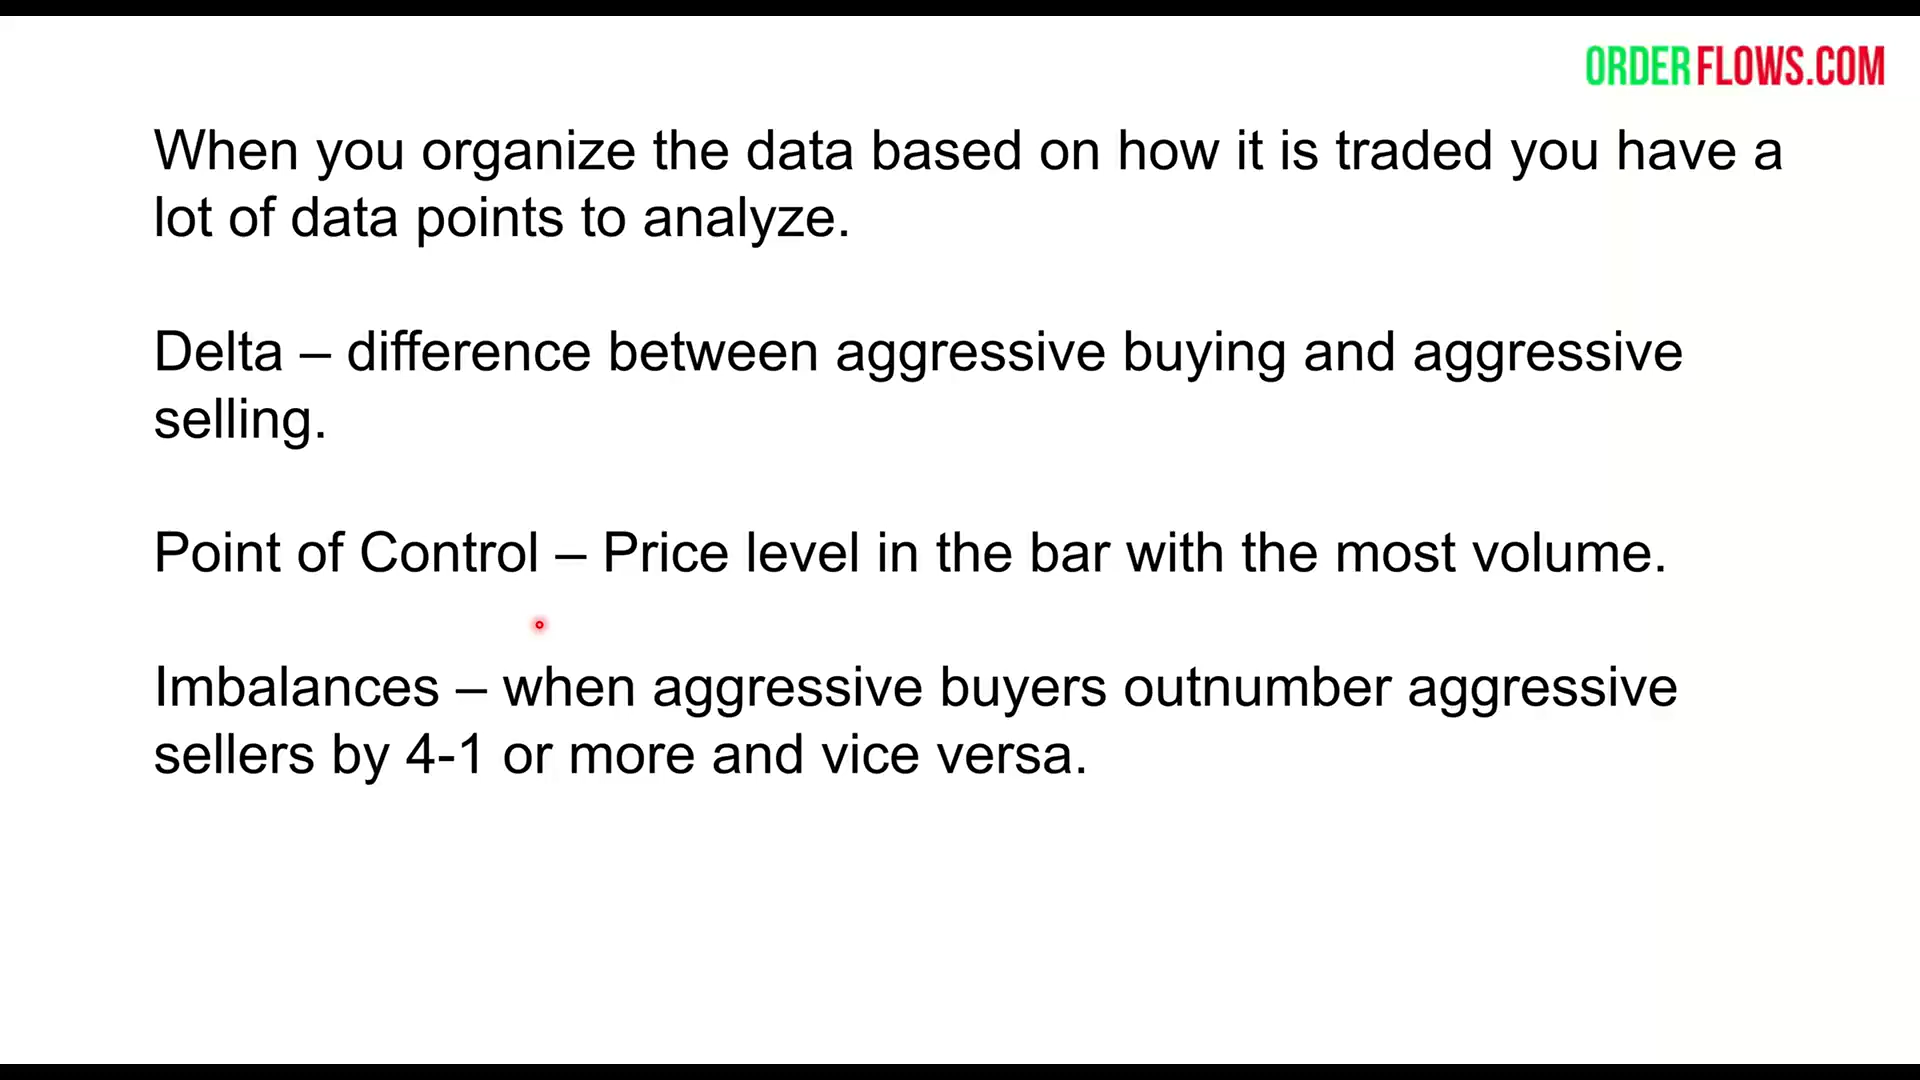 ORDERFLOWS.COM
When you organize the data based on how it is traded you have a
lot of data points to analyze.
Delta – difference between aggressive buying and aggressive
selling.
Point of Control – Price level in the bar with the most volume.
Imbalances – when aggressive buyers outnumber aggressive
sellers by 4-1 or more and vice versa.